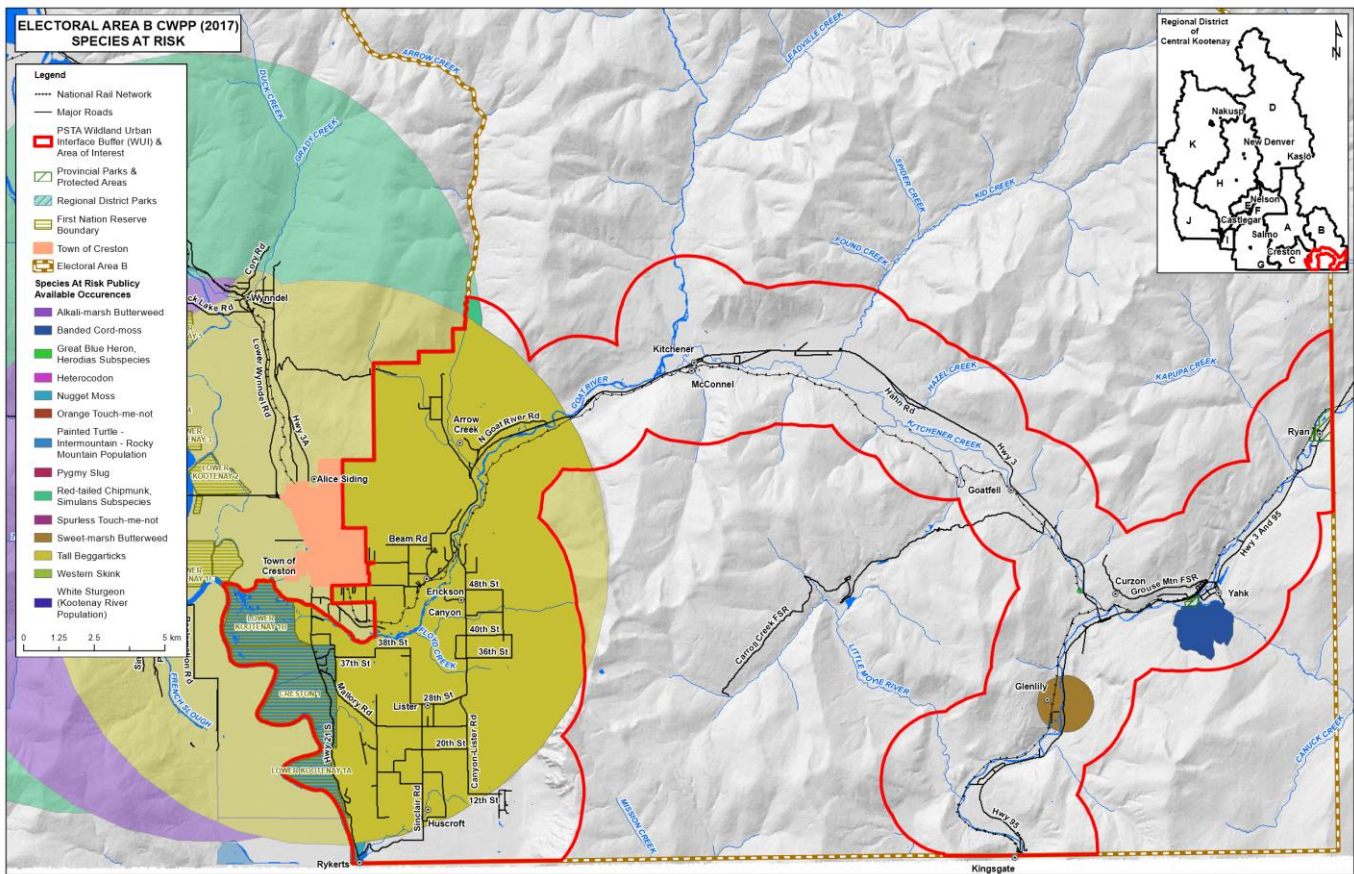 ELECTORAL AREA B CWPP (2017)
SPECIES AT RISK
Legend
National Rail Network
Major Roads
PSTA Wildland Urban
Interface Buffer (WUI) &
Area of Interest
Provincial Parks &
Protected Areas
Regional District Parks
First Nation Reserve
Boundary
Town of Creston
Electoral Area B
Species At Risk Publicy
Available Occurences
Alkali-marsh Butterweed
Banded Cord-moss
Great Blue Heron,
Herodias Subspecies
Heterocodon
Nugget Moss
Orange Touch-me-not
Painted Turtle -
Intermountain - Rocky
Mountain Population
Pygmy Slug
Red-tailed Chipmunk,
Simulans Subspecies
Spurless Touch-me-not
Sweet-marsh Butterweed
Tall Beggarticks
Western Skink
White Sturgeon
(Kootenay River
Population)
0 1.25 2.5 5 km
Regional District
of
Central Kootenay
N
D
Nakusp
K
New Denver
Kaslo
H
Nelson
E
F
Castlegar
J
I
A
B
Salmo
Creston
G
C
ARROW CREEK
LEADVILLE CREEK
DUCK CREEK
GRADY CREEK
SPIDER CREEK
KID CREEK
FOUND CREEK
Cory Rd
Wynndel
Lake Rd
Lower Wynndel Rd
Hwy 3A
Kitchener
McConnel
GOAT RIVER
HAZEL CREEK
KAPUPA CREEK
Hahn Rd
KITCHENER CREEK
Hwy 3
Arrow
Creek
N Goat River Rd
Ryan
LOWER
KOOTENAY 2
Alice Siding
Goatfell
Hwy 3 And 95
Beam Rd
Town of
Creston
Erickson
48th St
Canyon
Curzon
Grouse Mtn FSR
Yahk
LOWER
KOOTENAY 1B
FLOYD CREEK
40th St
38th St
36th St
37th St
Carroll Creek FSR
LITTLE MOYIE RIVER
FRENCH SLOUGH
CRESTON 1
Mallory Rd
28th St
Lister
Glenlily
Hwy 21 S
20th St
Canyon-Lister Rd
CANUCK CREEK
LOWER KOOTENAY 1A
12th St
Sinclair Rd
Huscroft
MISSION CREEK
Hwy 95
Rykerts
Kingsgate